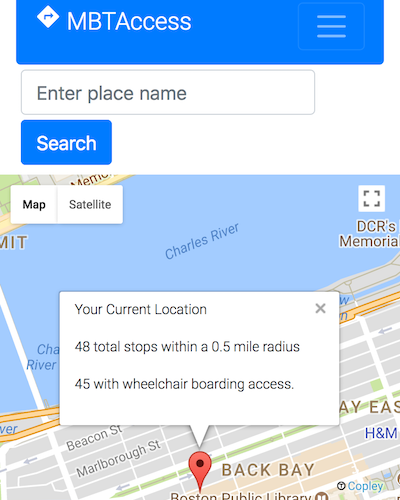 MBTAccess
Enter place name
Search
Memor
Map
Satellite
DCR's
Memorial
MIT
Charles River
Your Current Location
48 total stops within a 0.5 mile radius
45 with wheelchair boarding access.
Cha
River
Beacon St
Marlborough St
AY EAS
H&M
BACK BAY
Boston Public Library
Copley